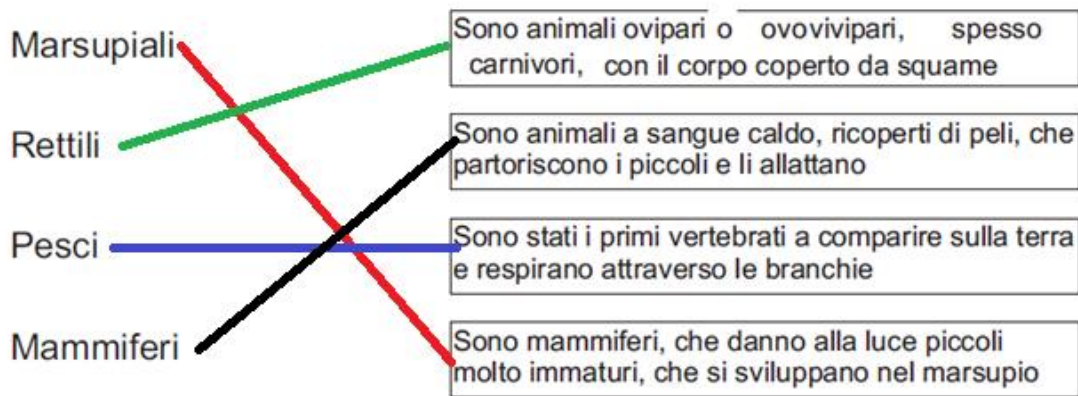 Marsupiali
Sono animali ovipari o ovovivipari, spesso
carnivori, con il corpo coperto da squame
Rettili
Sono animali a sangue caldo, ricoperti di peli, che
partoriscono i piccoli e li allattano
Pesci
Sono stati i primi vertebrati a comparire sulla terra
e respirano attraverso le branchie
Mammiferi
Sono mammiferi, che danno alla luce piccoli
molto immaturi, che si sviluppano nel marsupio